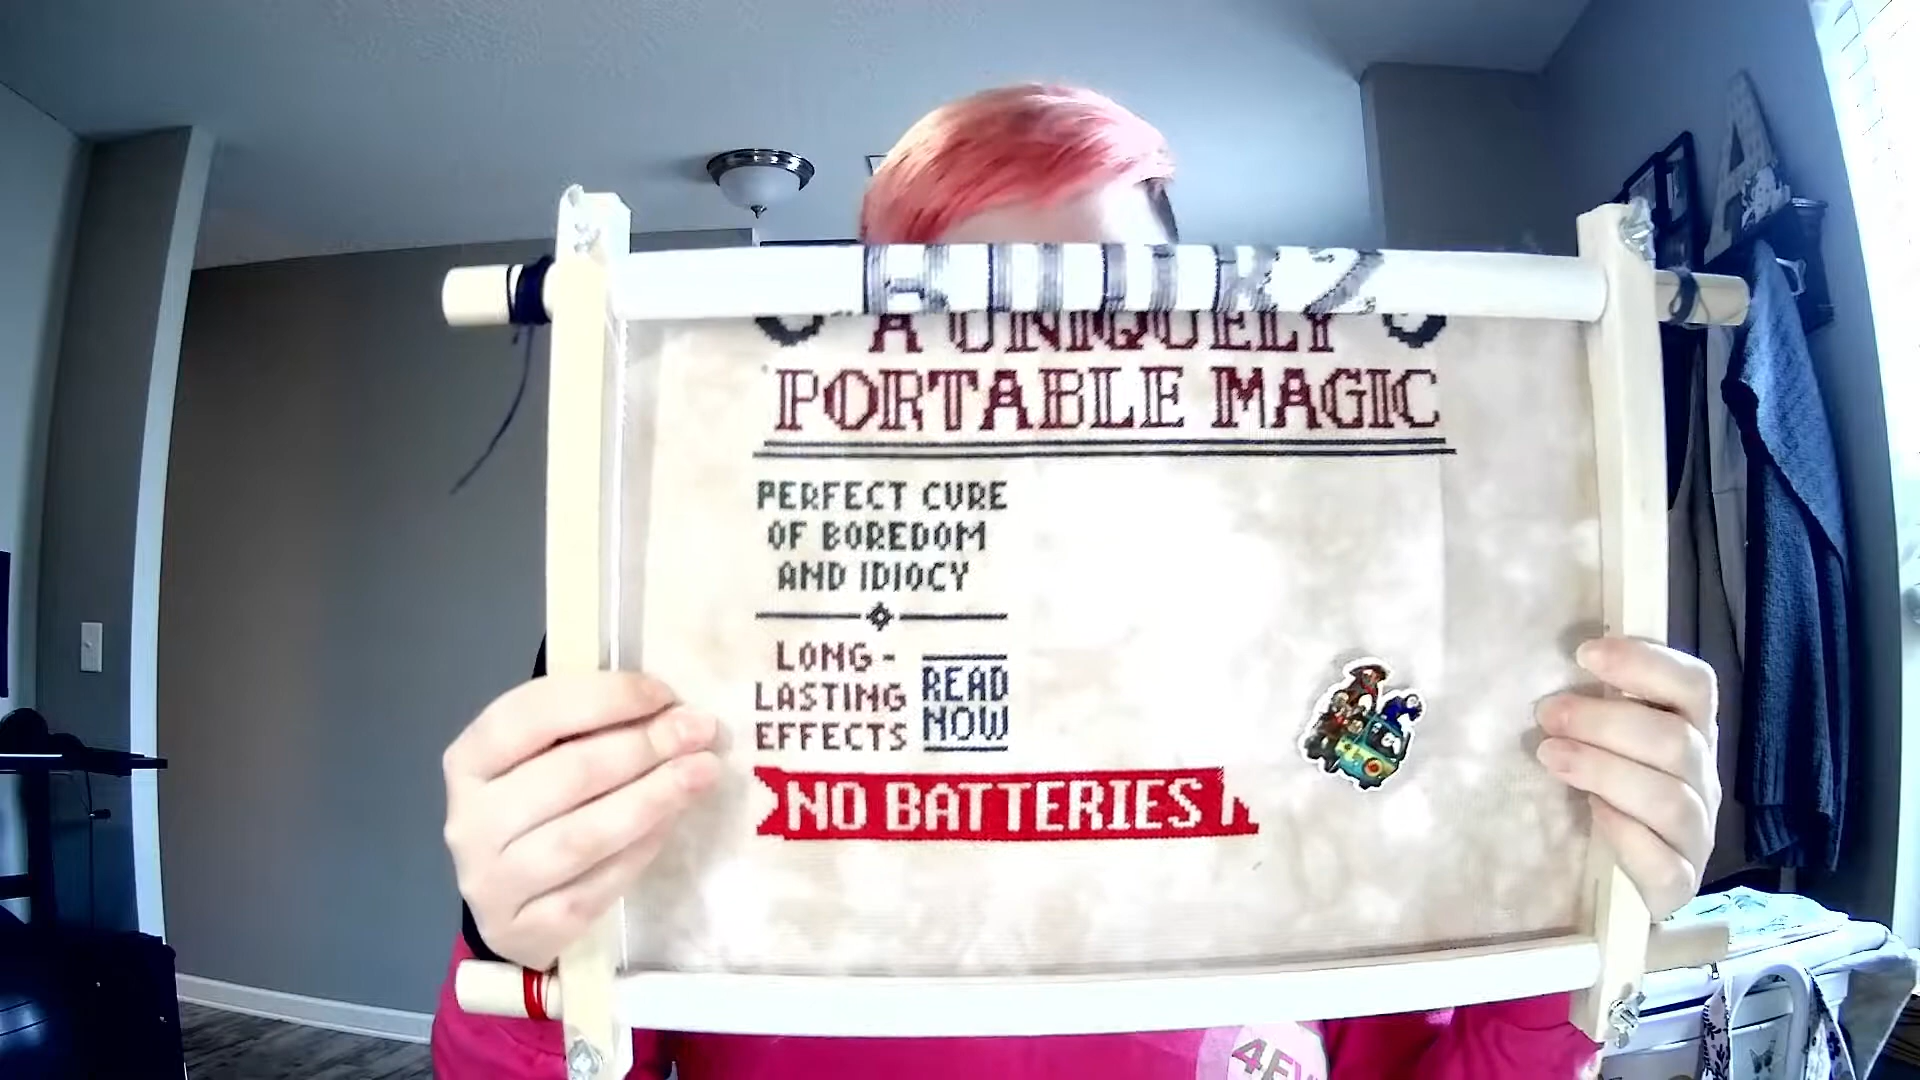 A UNIQUELY
PORTABLE MAGIC
PERFECT CURE
OF BOREDOM
AND IDIOCY
LONG-
LASTING
EFFECTS
READ
NOW
NO BATTERIES
A